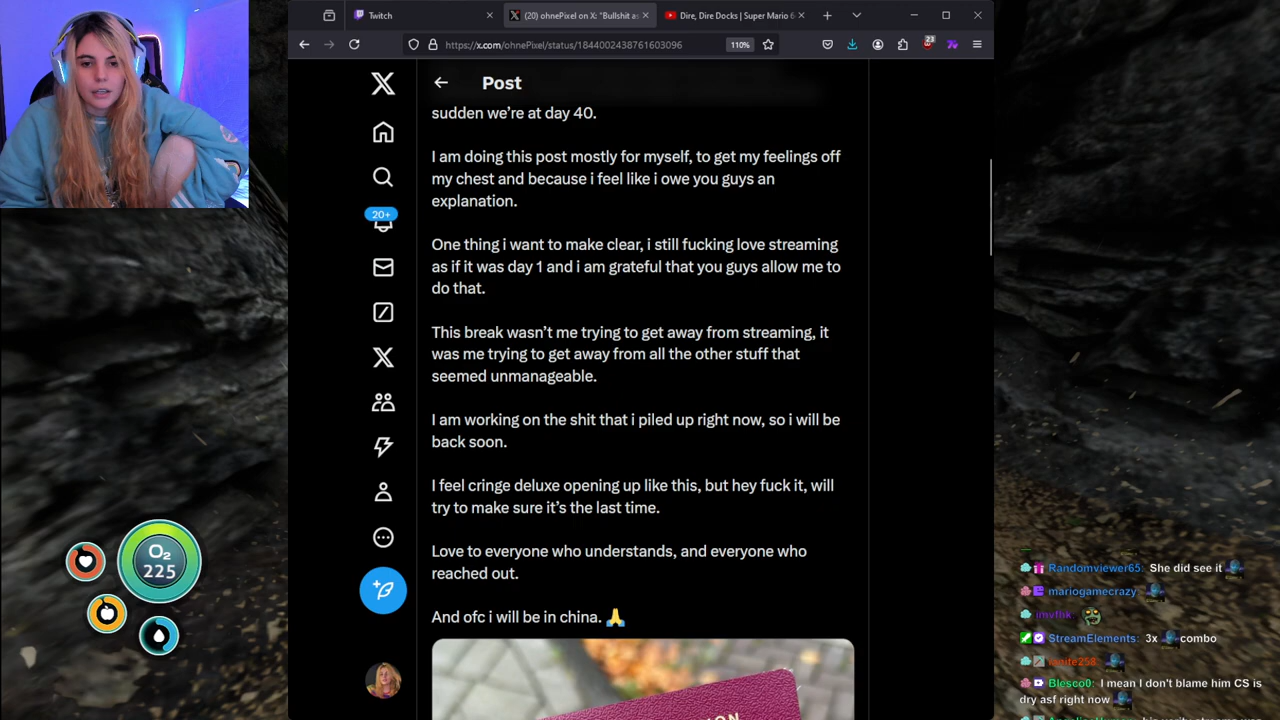 Twitch
(20) ohnePixel on X: "Bullshit as
Dire, Dire Docks | Super Mario 6
https://x.com/ohnePixel/status/1844002438761603096
110%
23
Post
sudden we're at day 40.
I am doing this post mostly for myself, to get my feelings off
my chest and because i feel like i owe you guys an
explanation.
One thing i want to make clear, i still fucking love streaming
as if it was day 1 and i am grateful that you guys allow me to
do that.
This break wasn't me trying to get away from streaming, it
was me trying to get away from all the other stuff that
seemed unmanageable.
I am working on the shit that i piled up right now, so i will be
back soon.
I feel cringe deluxe opening up like this, but hey fuck it, will
try to make sure it's the last time.
Love to everyone who understands, and everyone who
reached out.
And ofc i will be in china. 🙏
20+
O₂
225
Randomviewer65: She did see it
mariogamecrazy
imvfhk
StreamElements: 3x combo
Blesco0: I mean I don't blame him CS is
dry asf right now